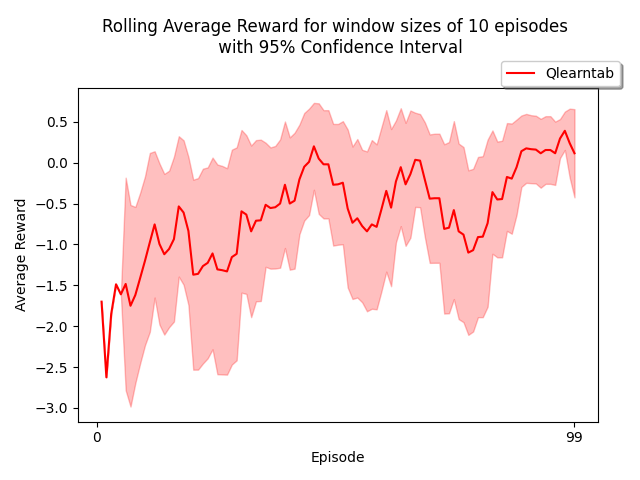 Rolling Average Reward for window sizes of 10 episodes
with 95% Confidence Interval
Qlearntab
0.5
0.0
−0.5
−1.0
−1.5
−2.0
−2.5
−3.0
Average Reward
0 99
Episode